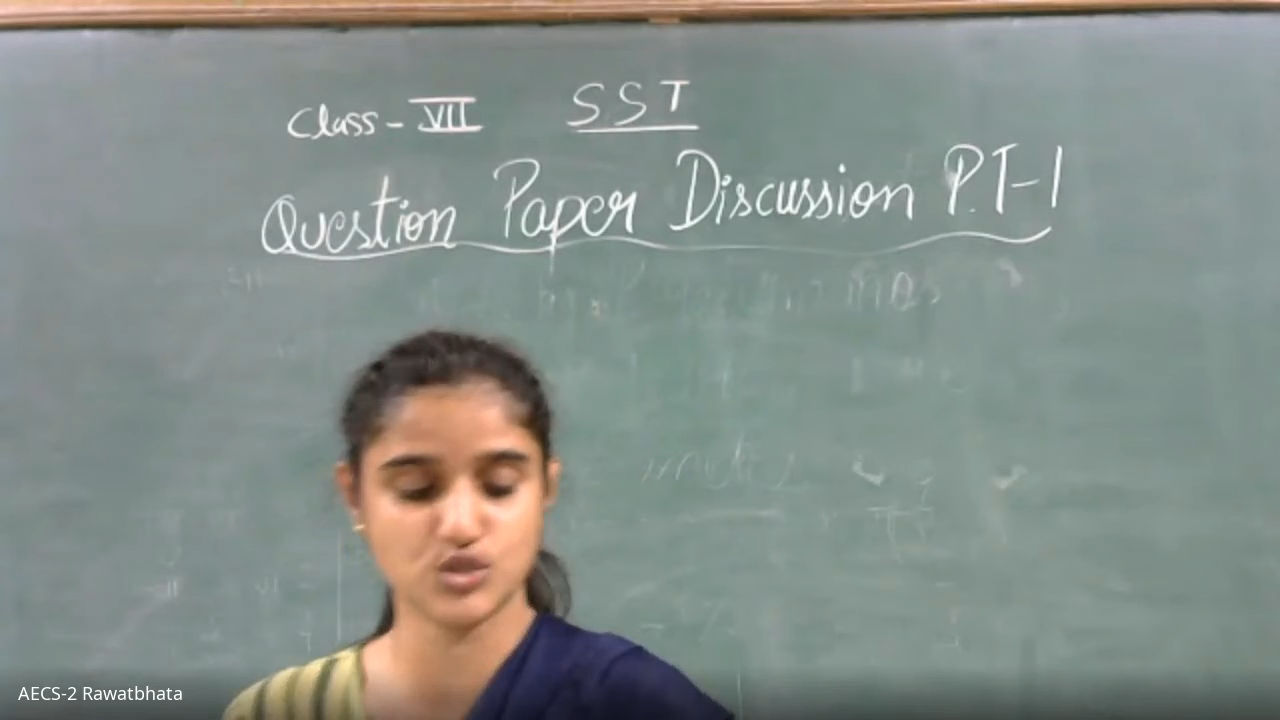 Class - VII SST
Question Paper Discussion P.T-1
AECS-2 Rawatbhata